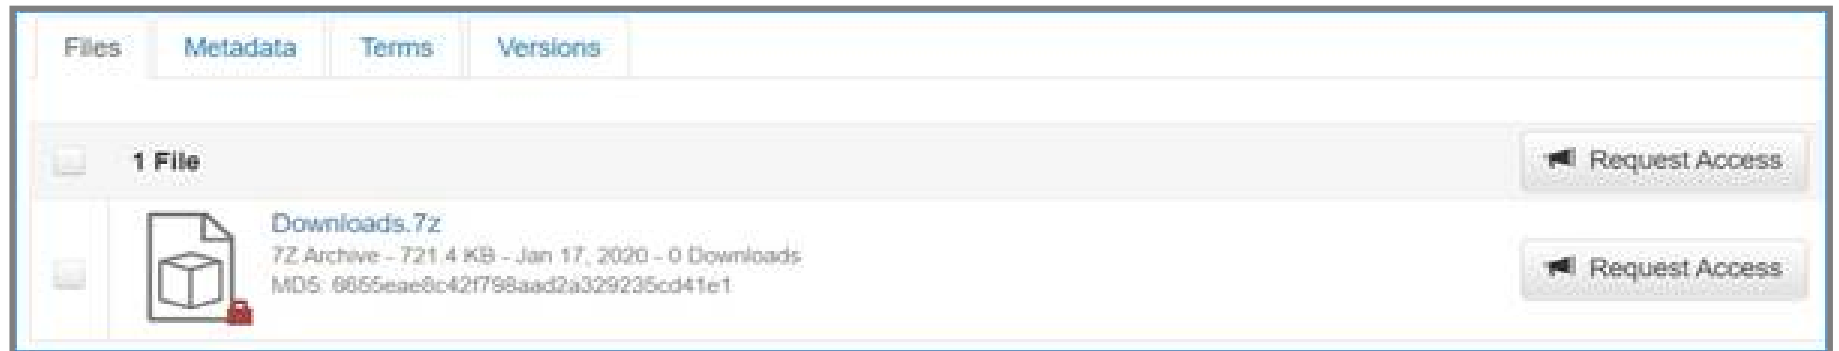 Files Metadata Terms Versions
1 File Request Access
Downloads.7z
7Z Archive - 721.4 KB - Jan 17, 2020 - 0 Downloads
MD5: Request Access